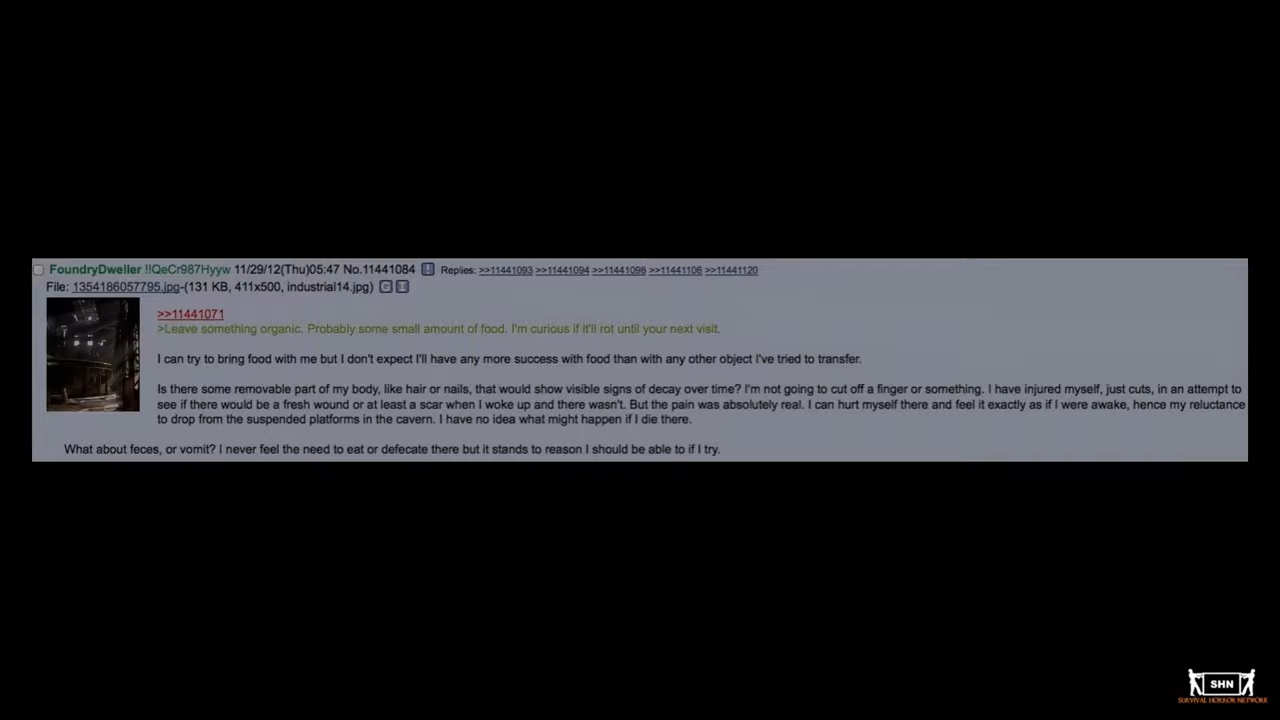 FoundryDweller !!QeCr987Hyyw 11/29/12(Thu)05:47 No.11441084 Replies: >>11441093 >>11441094 >>11441098 >>11441106 >>11441120
File: 1354186057795.jpg-(131 KB, 411x500, industrial14.jpg) G I
>>11441071
>Leave something organic. Probably some small amount of food. I'm curious if it'll rot until your next visit.
I can try to bring food with me but I don't expect I'll have any more success with food than with any other object I've tried to transfer.
Is there some removable part of my body, like hair or nails, that would show visible signs of decay over time? I'm not going to cut off a finger or something. I have injured myself, just cuts, in an attempt to
see if there would be a fresh wound or at least a scar when I woke up and there wasn't. But the pain was absolutely real. I can hurt myself there and feel it exactly as if I were awake, hence my reluctance
to drop from the suspended platforms in the cavern. I have no idea what might happen if I die there.
What about feces, or vomit? I never feel the need to eat or defecate there but it stands to reason I should be able to if I try.
SHN
SURVIVAL HORROR NETWORK